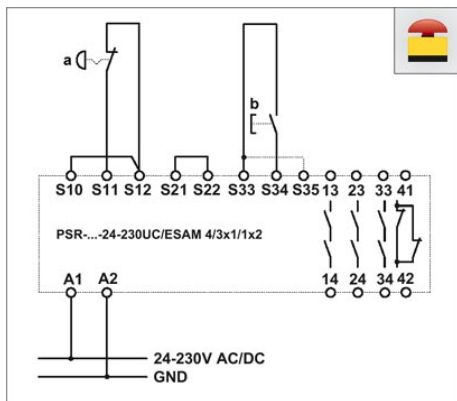 a
b
S10 S11 S12 S21 S22 S33 S34 S35 13 23 33 41
PSR-...-24-230UC/ESAM 4/3x1/1x2
14 24 34 42
A1 A2
24-230V AC/DC
GND